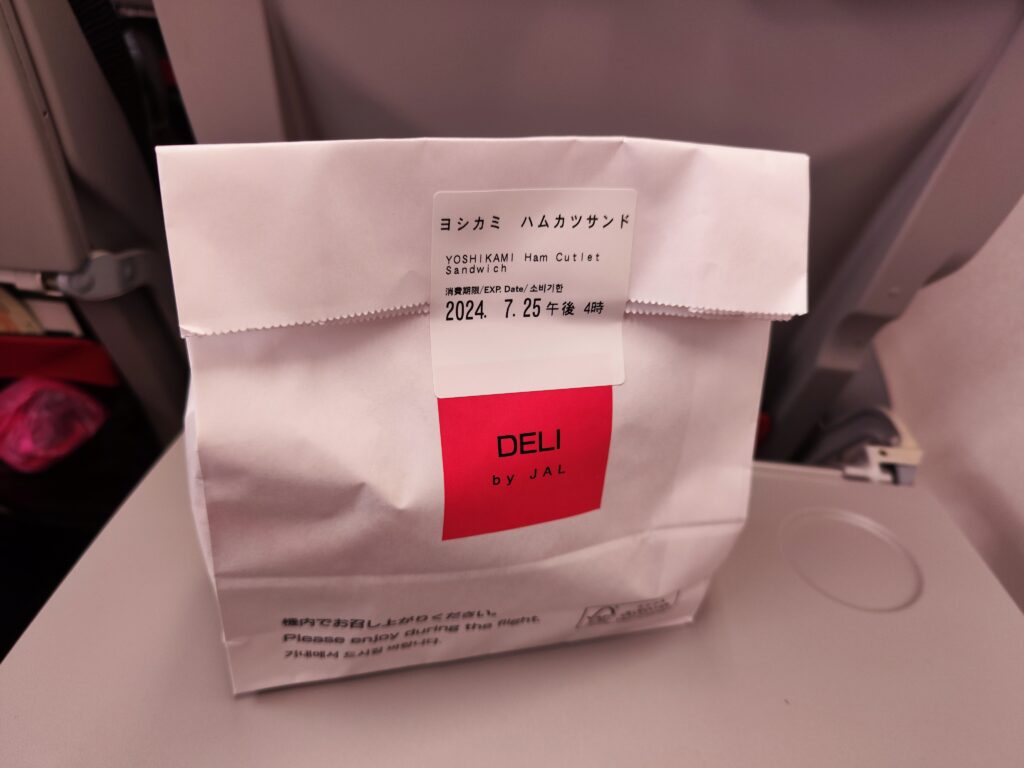 ヨシカミ ハムカツサンド
YOSHIKAMI Ham Cutlet
Sandwich
消費期限/EXP. Date/소비기한
2024. 7.25 午後 4時
DELI
by JAL
機内でお召し上がりください。
Please enjoy during the flight.
기내에서 드시길 바랍니다.